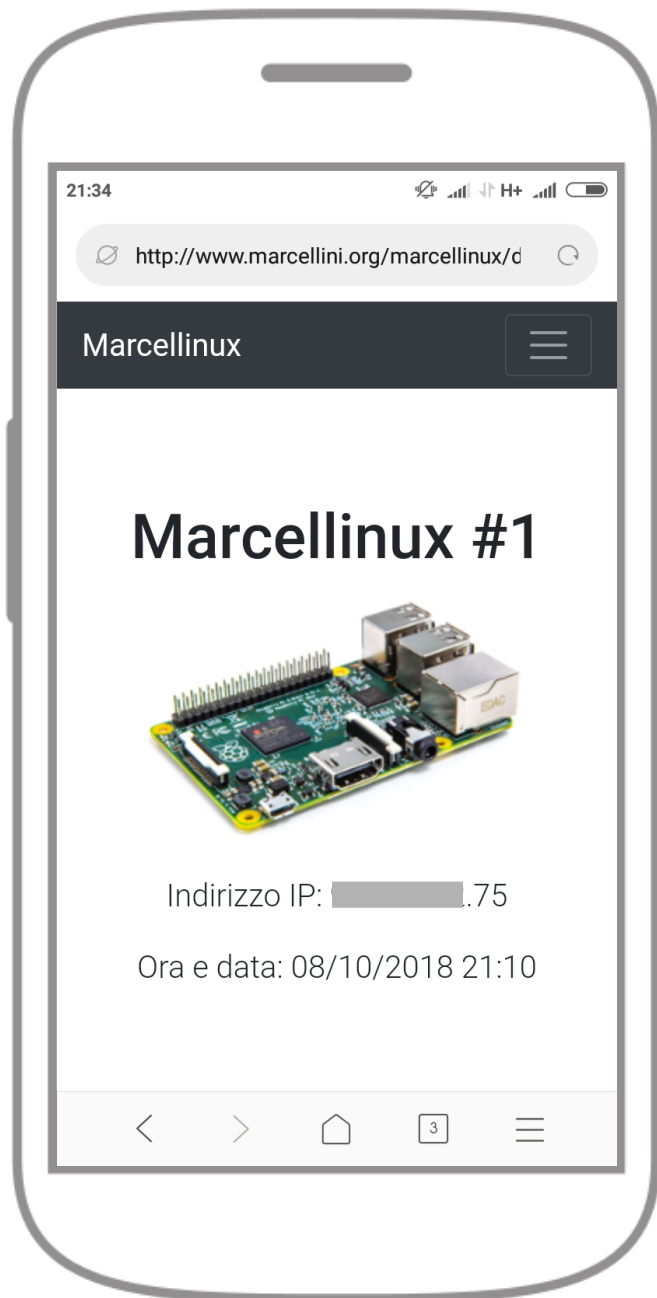 21:34
H+
http://www.marcellini.org/marcellinux/d
Marcellinux
Marcellinux #1
EDAC
Indirizzo IP: .75
Ora e data: 08/10/2018 21:10
3